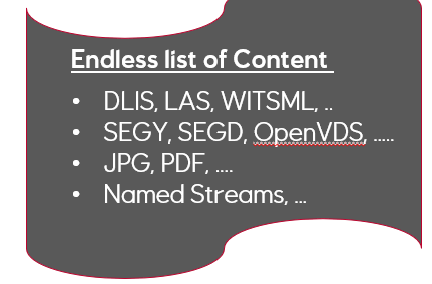 Endless list of Content
• DLIS, LAS, WITSML, ..
• SEGY, SEGD, OpenVDS, .....
• JPG, PDF, ....
• Named Streams, ...